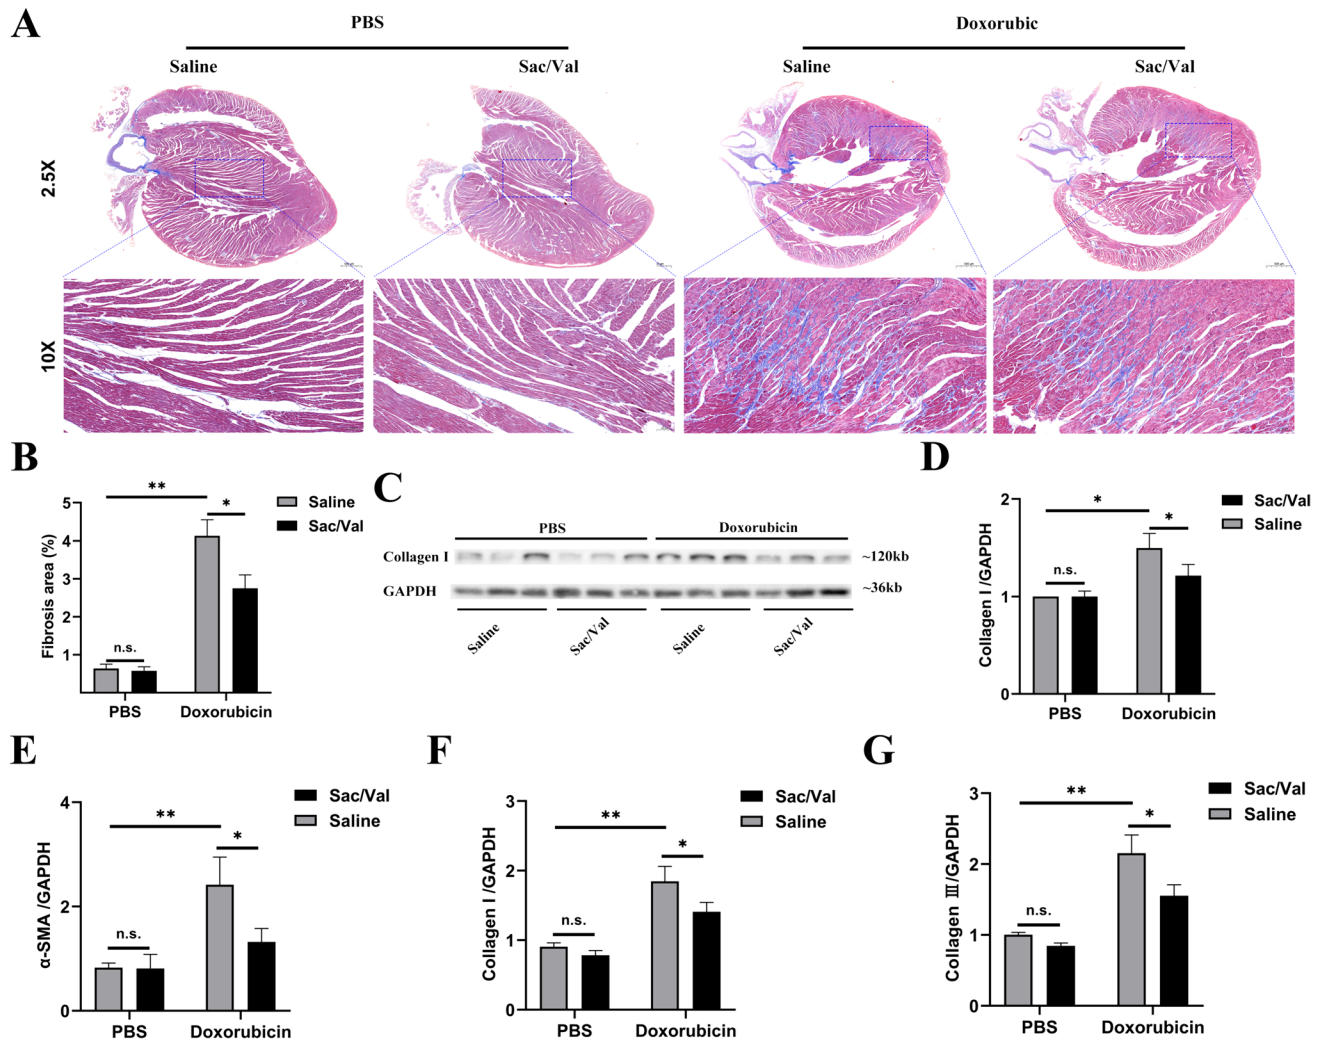 A
PBS
Doxorubic
Saline
Sac/Val
Saline
Sac/Val
2.5X
10X
B
Fibrosis area (%)
5
4
3
2
1
**
*
n.s.
Saline
Sac/Val
PBS
Doxorubicin
C
PBS
Doxorubicin
Collagen I
~120kb
GAPDH
~36kb
Saline
Sac/Val
Saline
Sac/Val
D
Collagen I /GAPDH
2
1
0
*
*
n.s.
Sac/Val
Saline
PBS
Doxorubicin
E
α-SMA /GAPDH
4
2
0
**
*
n.s.
Sac/Val
Saline
PBS
Doxorubicin
F
Collagen I /GAPDH
3
2
1
0
**
*
n.s.
Sac/Val
Saline
PBS
Doxorubicin
G
Collagen Ⅲ/GAPDH
3
2
1
0
**
*
n.s.
Sac/Val
Saline
PBS
Doxorubicin